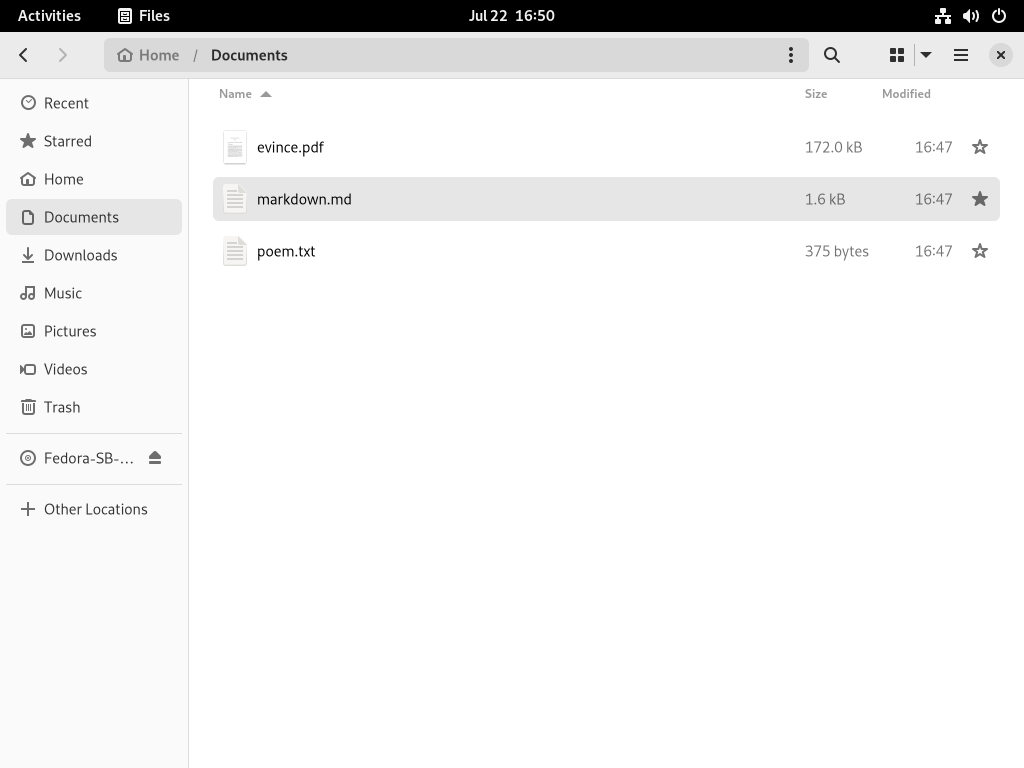 Activities Files Jul 22 16:50
Home / Documents
Recent
Starred
Home
Documents
Downloads
Music
Pictures
Videos
Trash
Fedora-SB-...
Other Locations
Name Size Modified
evince.pdf 172.0 kB 16:47
markdown.md 1.6 kB 16:47
poem.txt 375 bytes 16:47